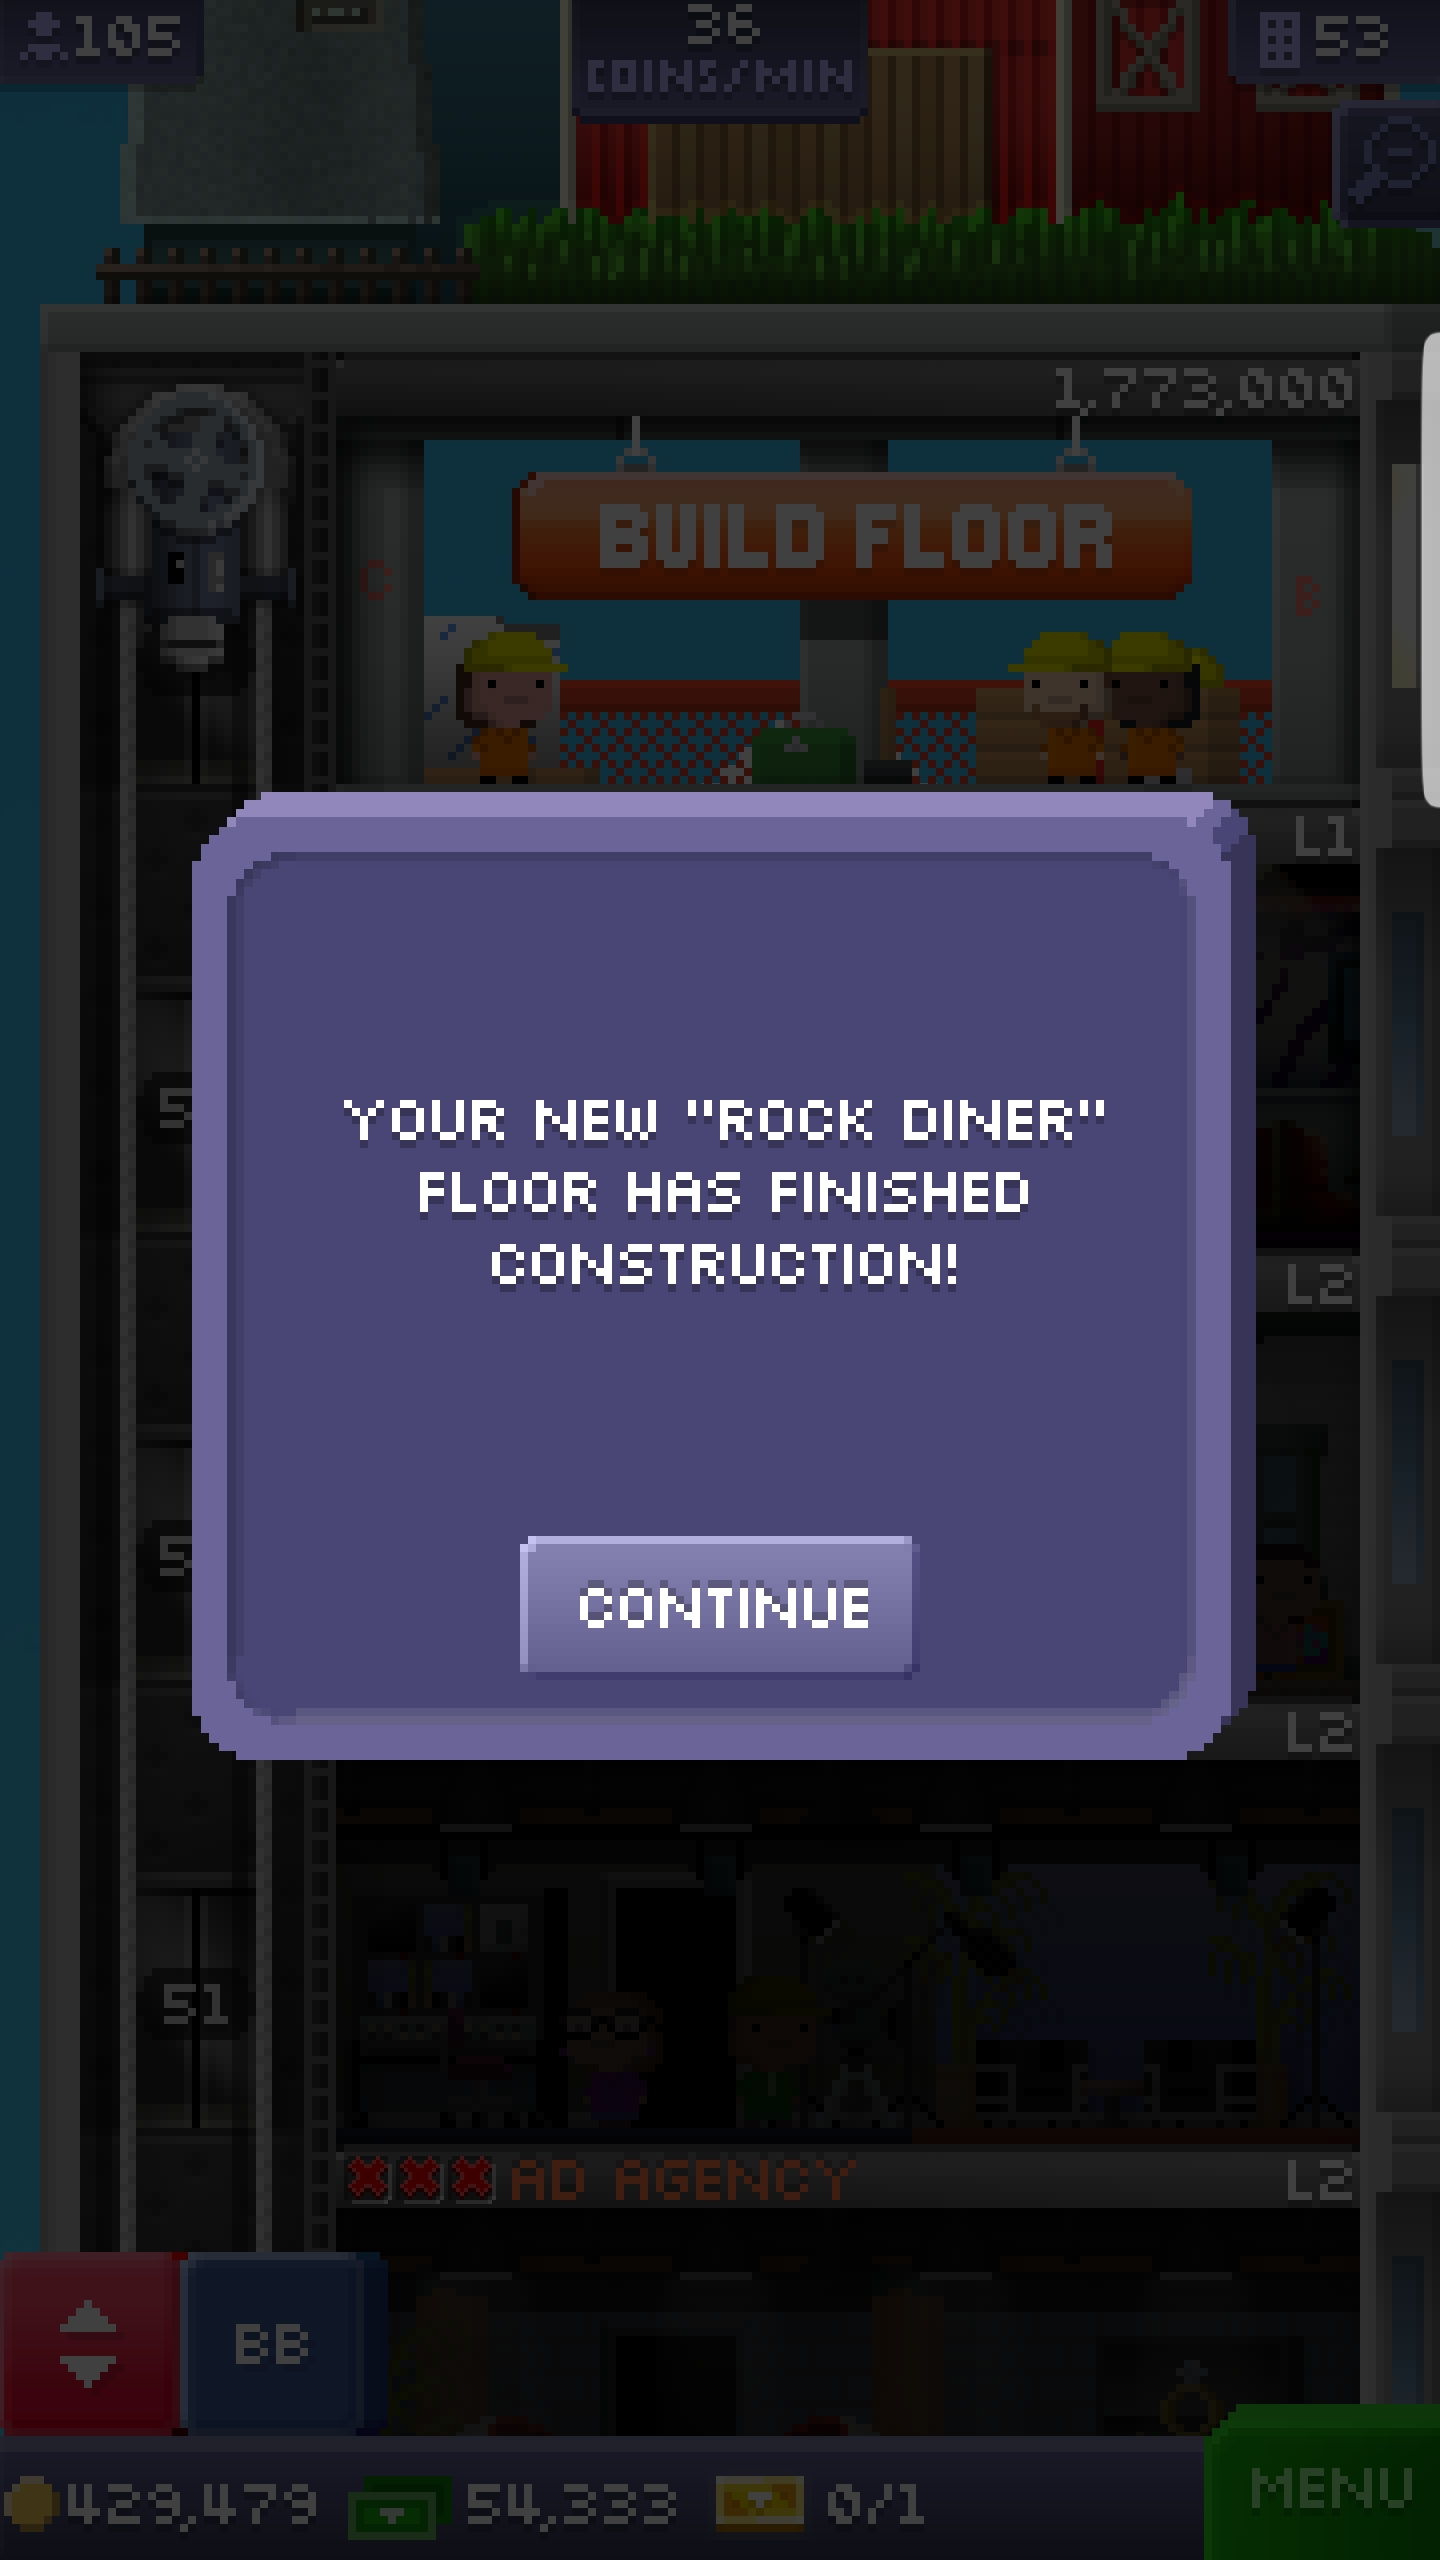 105
36
COINS/MIN
53
1,773,000
BUILD FLOOR
C
B
L1
YOUR NEW "ROCK DINER"
FLOOR HAS FINISHED
CONSTRUCTION!
L2
CONTINUE
L2
51
AD AGENCY
L2
BB
429,479
54,333
0/1
MENU